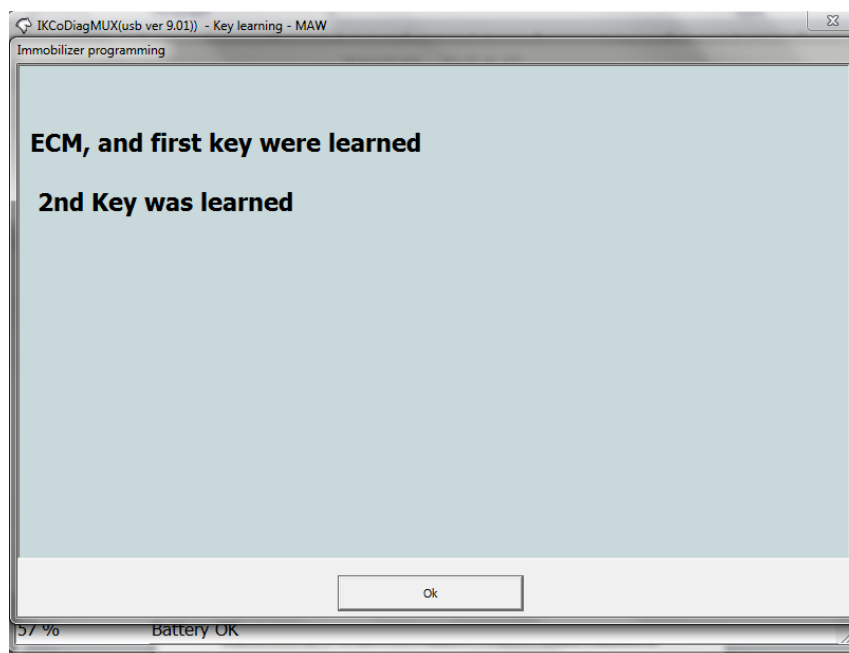 IKCoDiagMUX(usb ver 9.01)) - Key learning - MAW
Immobilizer programming
ECM, and first key were learned
2nd Key was learned
Ok
57 % Battery OK